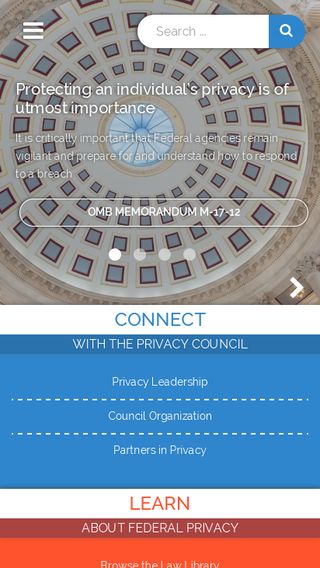 Search ...
Protecting an individual's privacy is of
utmost importance
It is critically important that Federal agencies remain
vigilant and prepare for and understand how to respond
to a breach
OMB MEMORANDUM M-17-12
CONNECT
WITH THE PRIVACY COUNCIL
Privacy Leadership
Council Organization
Partners in Privacy
LEARN
ABOUT FEDERAL PRIVACY
Browse the Law Library